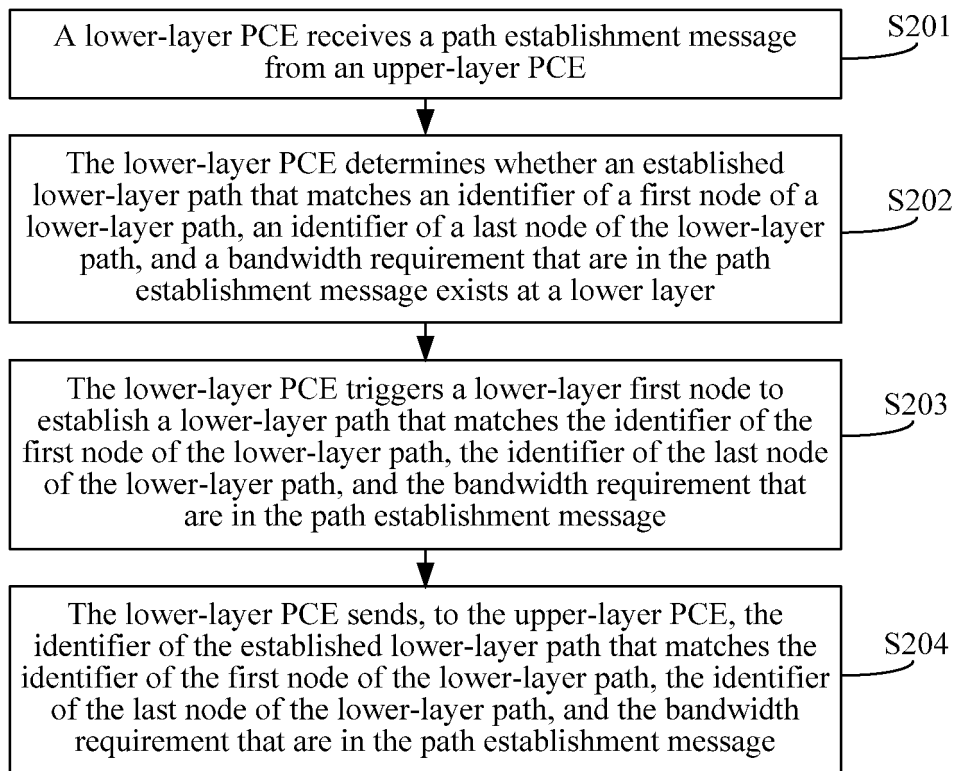 A lower-layer PCE receives a path establishment message
from an upper-layer PCE
S201
The lower-layer PCE determines whether an established
lower-layer path that matches an identifier of a first node of a
lower-layer path, an identifier of a last node of the lower-layer
path, and a bandwidth requirement that are in the path
establishment message exists at a lower layer
S202
The lower-layer PCE triggers a lower-layer first node to
establish a lower-layer path that matches the identifier of the
first node of the lower-layer path, the identifier of the last node
of the lower-layer path, and the bandwidth requirement that
are in the path establishment message
S203
The lower-layer PCE sends, to the upper-layer PCE, the
identifier of the established lower-layer path that matches the
identifier of the first node of the lower-layer path, the identifier
of the last node of the lower-layer path, and the bandwidth
requirement that are in the path establishment message
S204